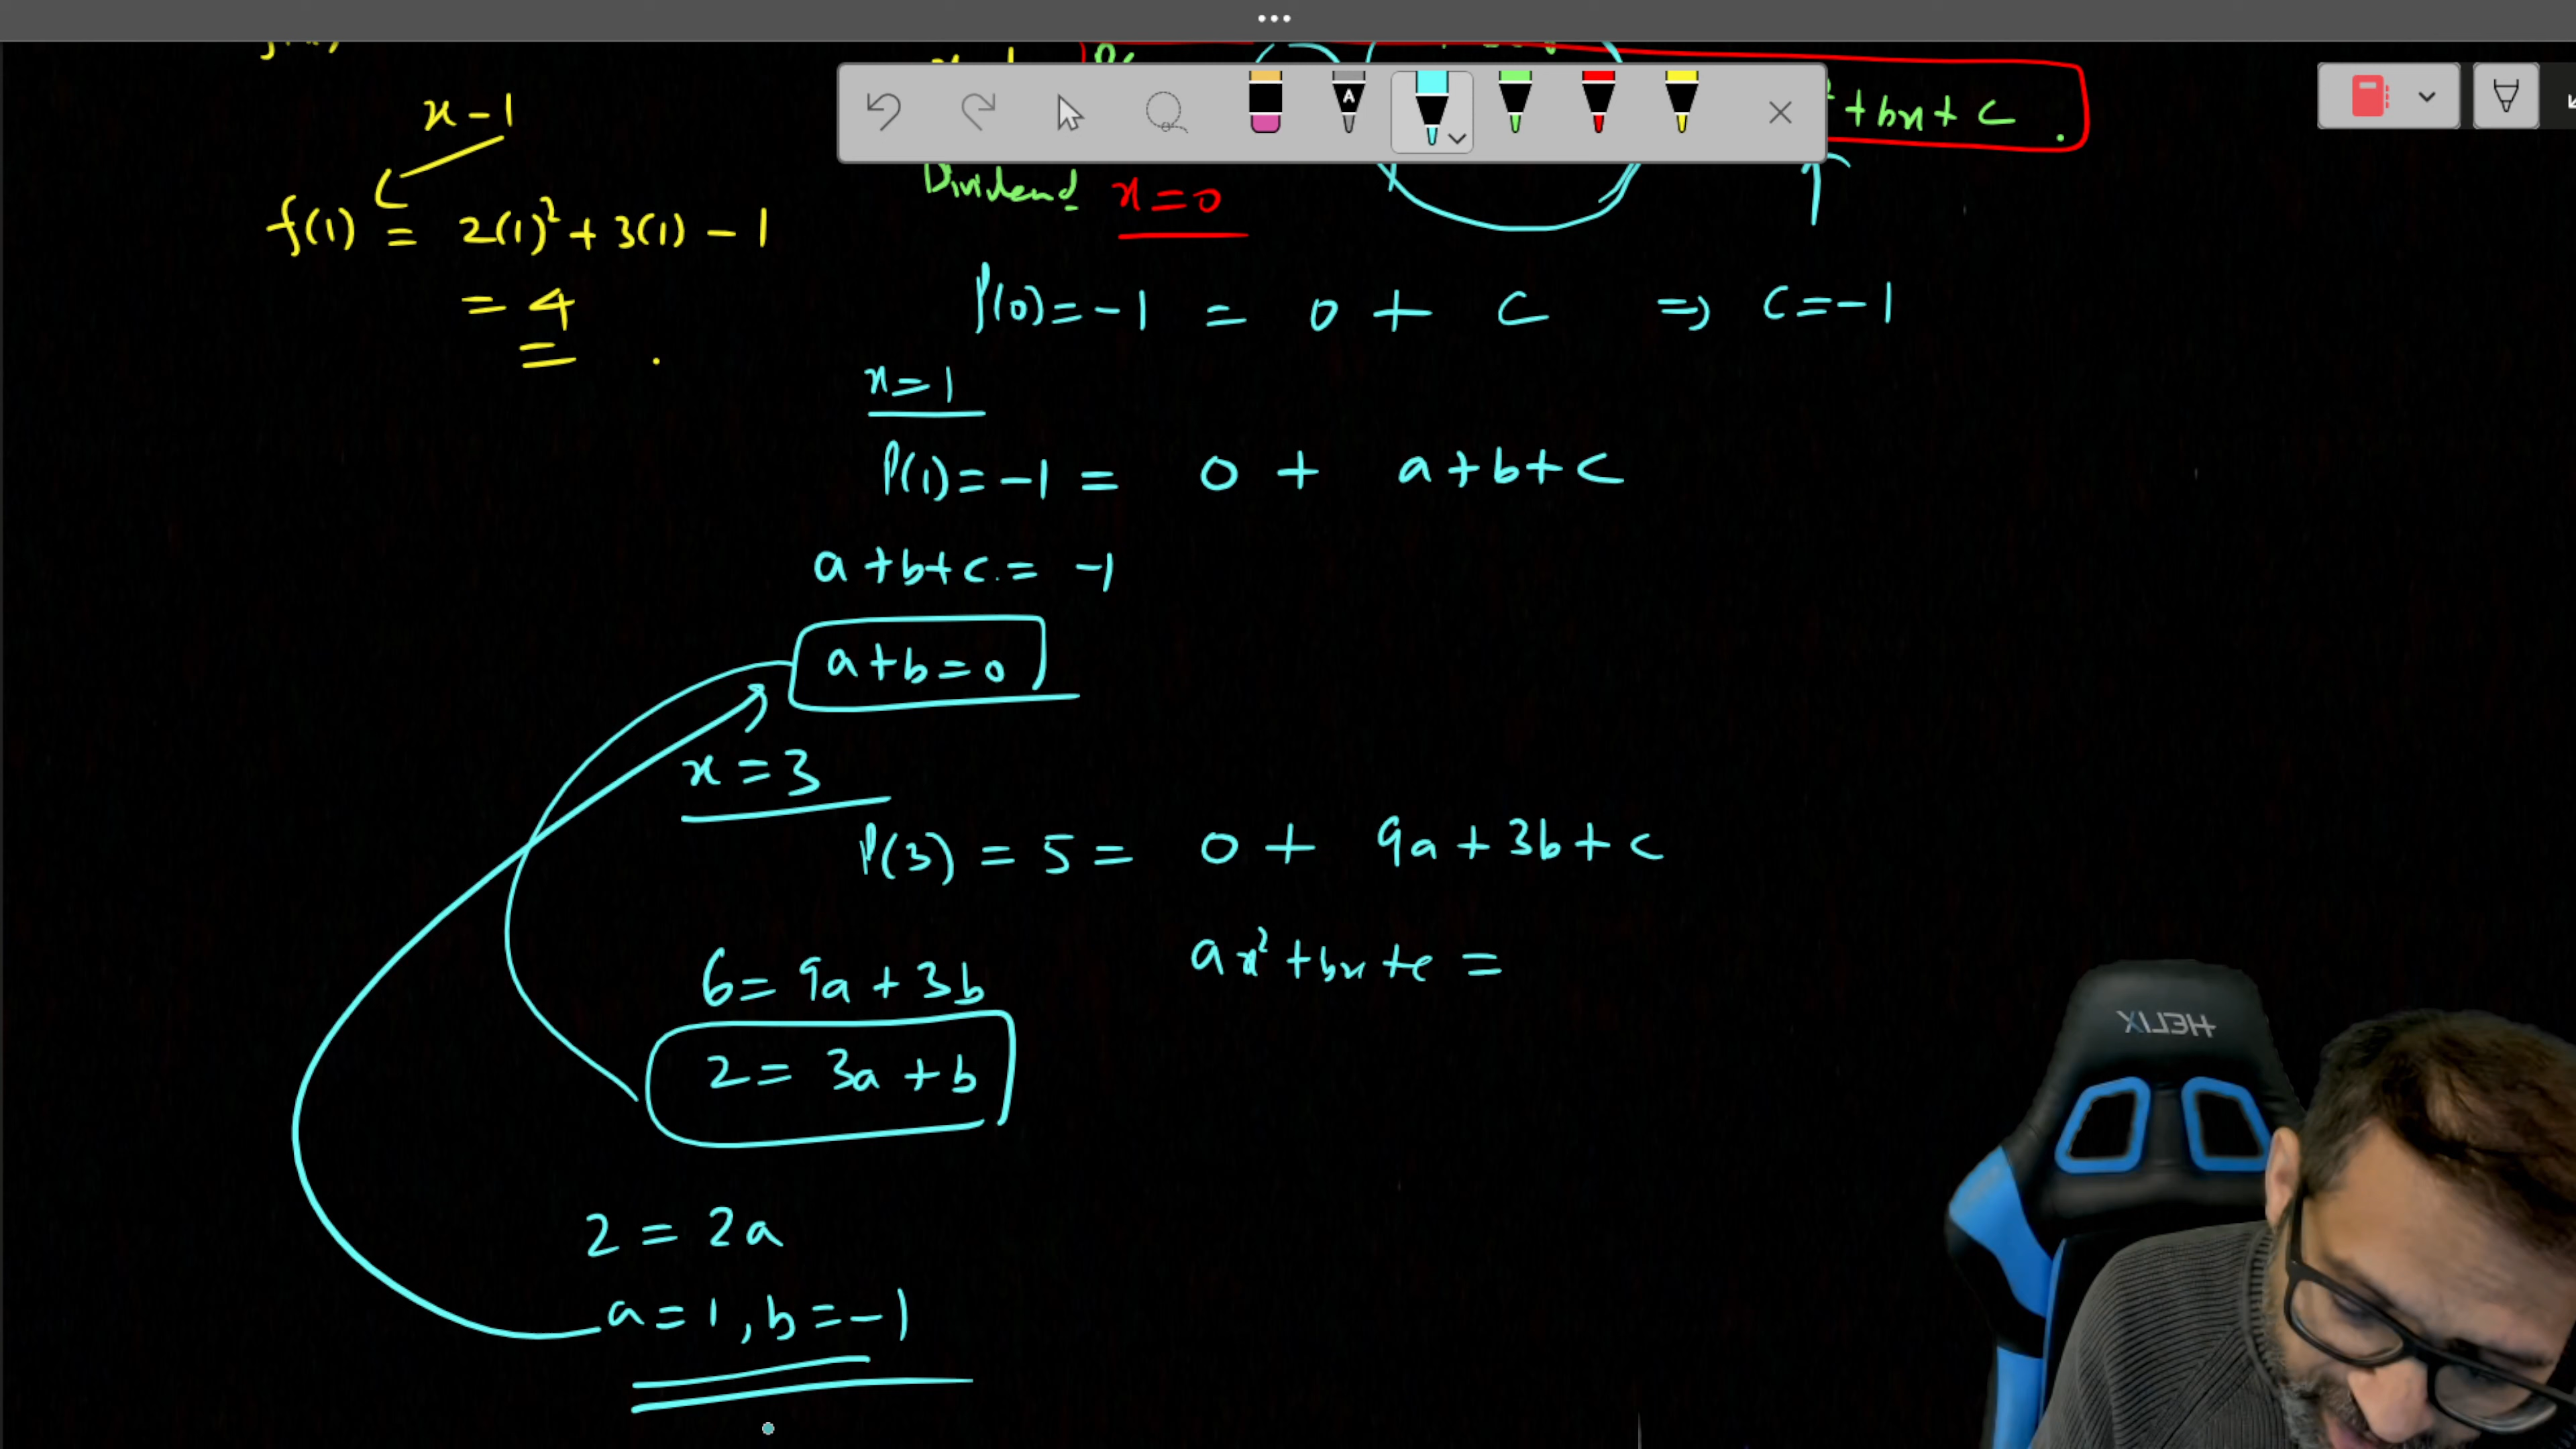 x - 1
f(1) = 2(1)² + 3(1) - 1
= 4
+ bx + c .
Dividend x = 0
P(0) = -1 = 0 + c ⇒ c = -1
x = 1
P(1) = -1 = 0 + a + b + c
a + b + c = -1
a + b = 0
x = 3
P(3) = 5 = 0 + 9a + 3b + c
ax² + bx + c =
6 = 9a + 3b
2 = 3a + b
2 = 2a
a = 1, b = -1
HELIX
A